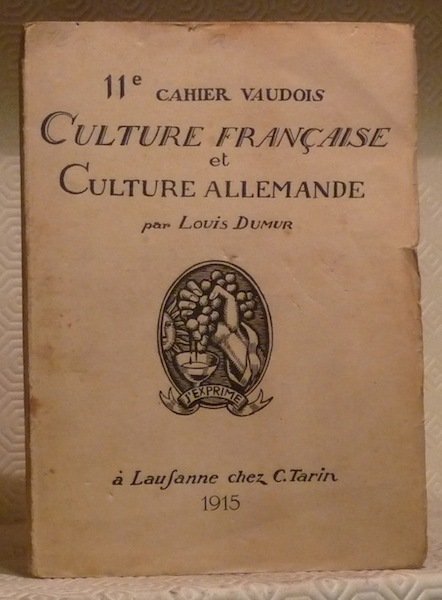 11e CAHIER VAUDOIS
CULTURE FRANÇAISE
et
CULTURE ALLEMANDE
par LOUIS DUMUR
J'EXPRIME
à Lauſanne chez C. Tarin
1915